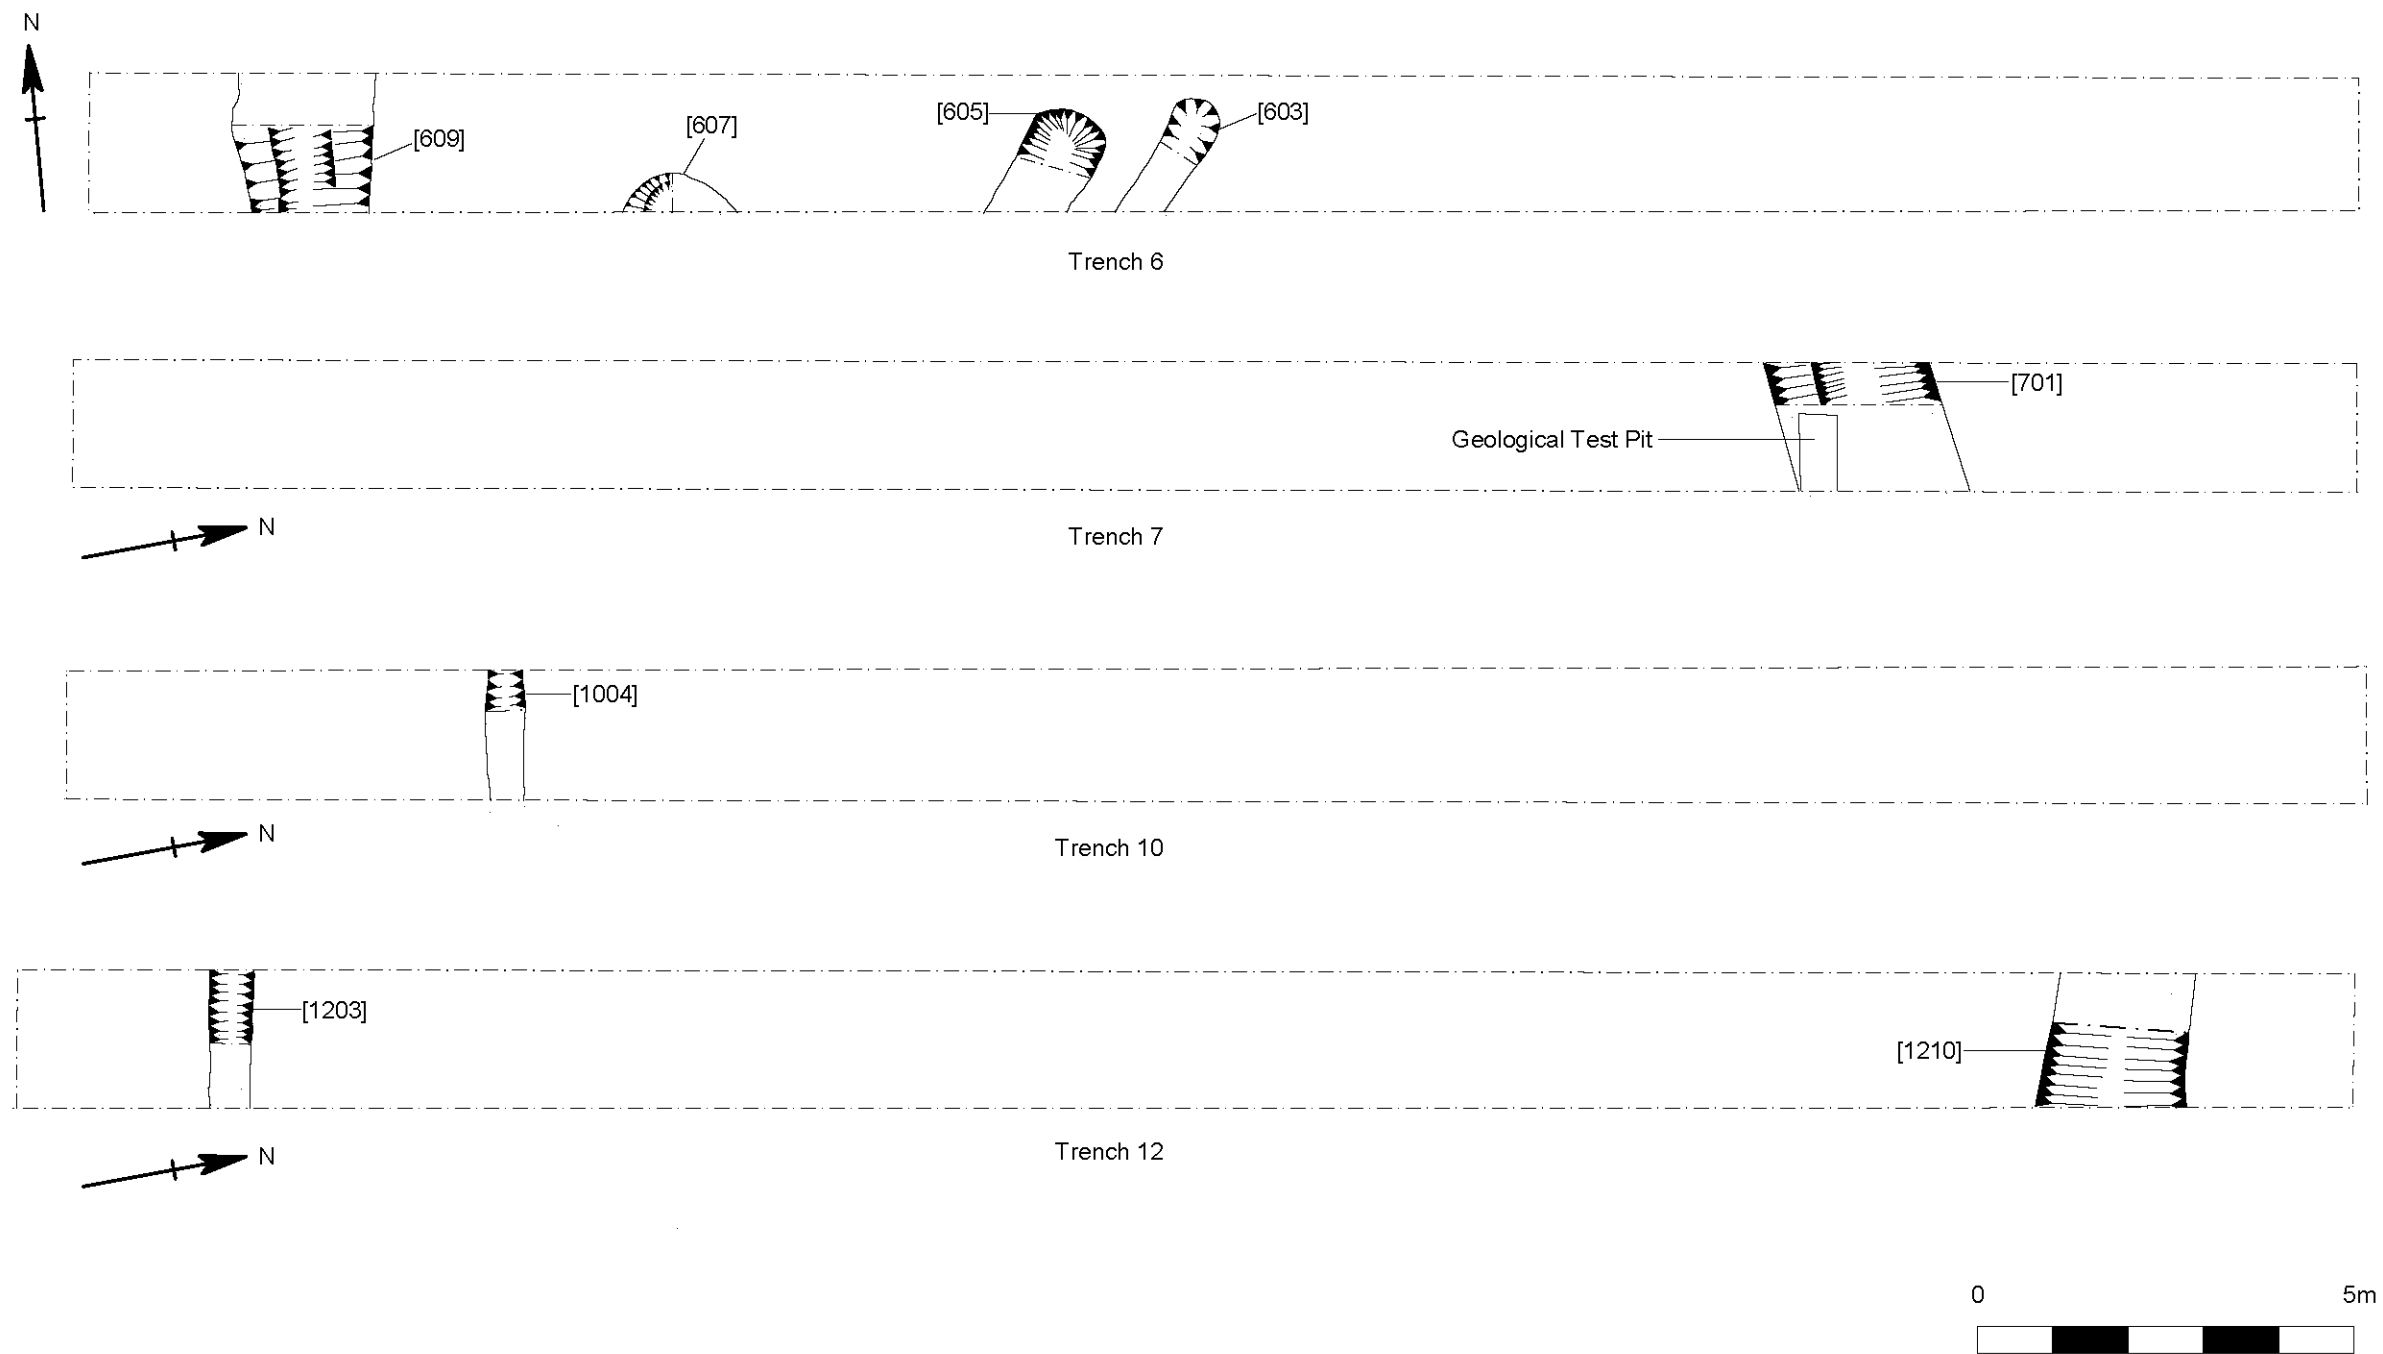 N
[605]
[603]
[607]
[609]
Trench 6
[701]
Geological Test Pit
N
Trench 7
[1004]
N
Trench 10
[1203]
[1210]
N
Trench 12
0 5m